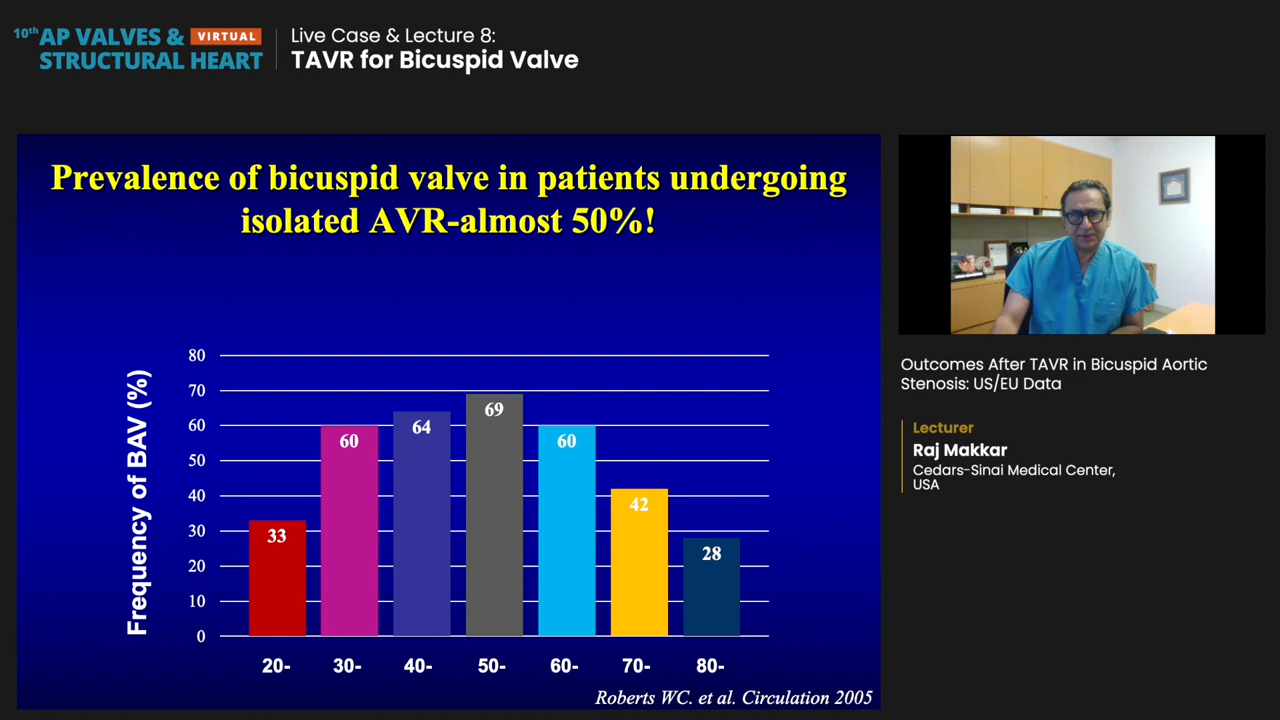 10th AP VALVES & VIRTUAL
STRUCTURAL HEART
Live Case & Lecture 8:
TAVR for Bicuspid Valve
Prevalence of bicuspid valve in patients undergoing
isolated AVR-almost 50%!
Frequency of BAV (%)
80
70
60
50
40
30
20
10
0
33
60
64
69
60
42
28
20-
30-
40-
50-
60-
70-
80-
Roberts WC. et al. Circulation 2005
Outcomes After TAVR in Bicuspid Aortic
Stenosis: US/EU Data
Lecturer
Raj Makkar
Cedars-Sinai Medical Center,
USA